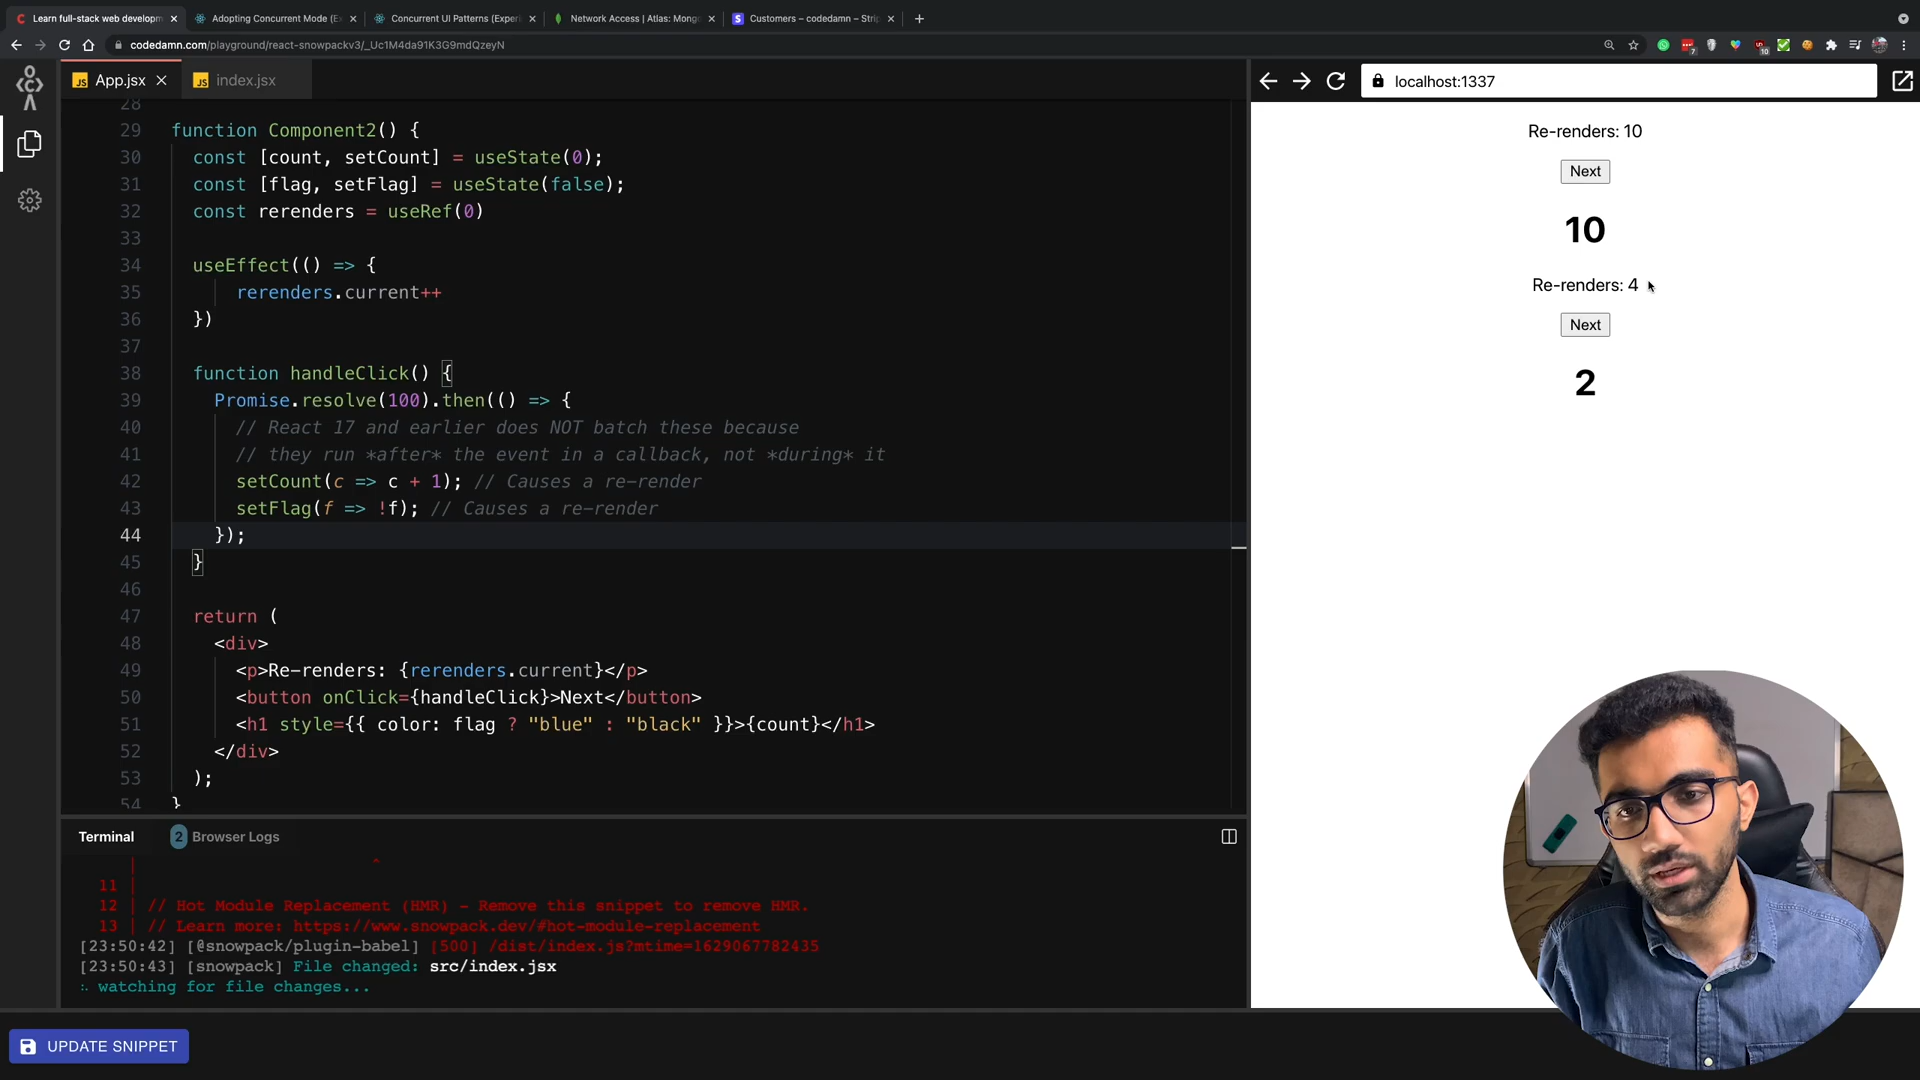 Learn full-stack web developm
Adopting Concurrent Mode (E
Concurrent UI Patterns (Experi
Network Access | Atlas: Mong
Customers – codedamn – Stri
codedamn.com/playground/react-snowpackv3/_Uc1M4da91K3G9mdQzeyN
App.jsx
index.jsx
localhost:1337
28
29 function Component2() {
30 const [count, setCount] = useState(0);
31 const [flag, setFlag] = useState(false);
32 const rerenders = useRef(0)
33
34 useEffect(() => {
35 rerenders.current++
36 })
37
38 function handleClick() {
39 Promise.resolve(100).then(() => {
40 // React 17 and earlier does NOT batch these because
41 // they run *after* the event in a callback, not *during* it
42 setCount(c => c + 1); // Causes a re-render
43 setFlag(f => !f); // Causes a re-render
44 });
45 }
46
47 return (
48 <div>
49 <p>Re-renders: {rerenders.current}</p>
50 <button onClick={handleClick}>Next</button>
51 <h1 style={{ color: flag ? "blue" : "black" }}>{count}</h1>
52 </div>
53 );
54 }
Re-renders: 10
Next
10
Re-renders: 4
Next
2
Terminal
2 Browser Logs
| ^
11 |
12 | // Hot Module Replacement (HMR) - Remove this snippet to remove HMR.
13 | // Learn more: https://www.snowpack.dev/#hot-module-replacement
[23:50:42] [@snowpack/plugin-babel] [500] /dist/index.js?mtime=1629067782435
[23:50:43] [snowpack] File changed: src/index.jsx
watching for file changes...
UPDATE SNIPPET